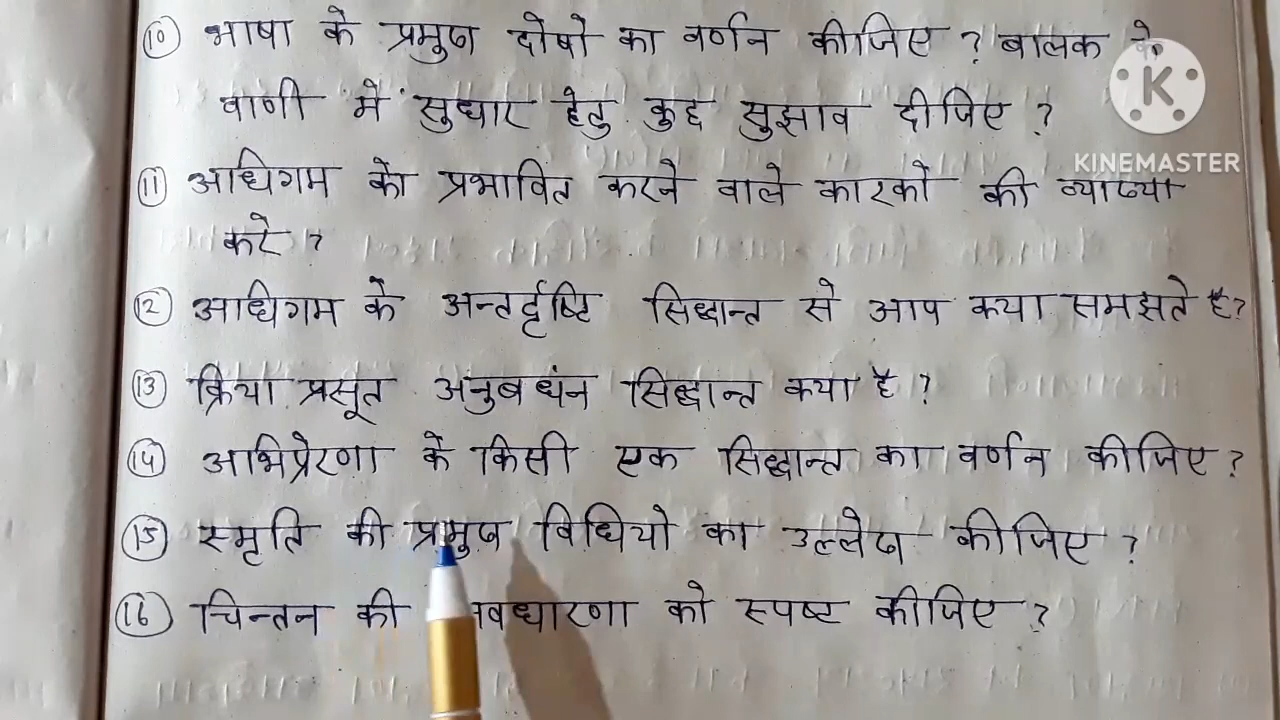 10 भाषा के प्रमुख दोषो का वर्णन कीजिए ? बालक के
वाणी में सुधार हेतु कुछ सुझाव दीजिए ?
KINEMASTER
11 अधिगम को प्रभावित करने वाले कारको की व्याख्या
करे ?
12 अधिगम के अन्तर्दृष्टि सिद्धान्त से आप क्या समझते है ?
13 क्रिया प्रसूत अनुबधंन सिद्धान्त क्या है ?
14 अभिप्रेरणा के किसी एक सिद्धान्त का वर्णन कीजिए ?
15 स्मृति की प्रमुख विधियो का उल्लेख कीजिए ?
16 चिन्तन की वधारणा को स्पष्ट कीजिए ?